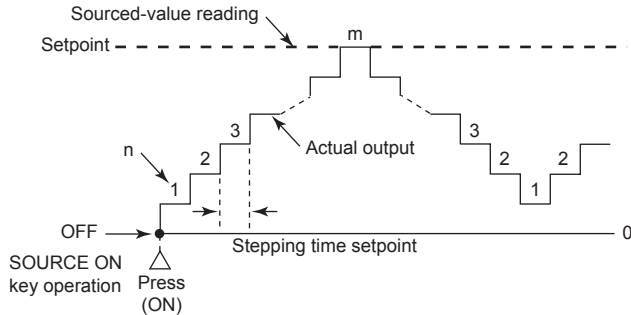 Sourced-value reading
Setpoint
m
3
Actual output
3
n
2
2
2
1
1
OFF
Stepping time setpoint
0
SOURCE ON
key operation
Press
(ON)